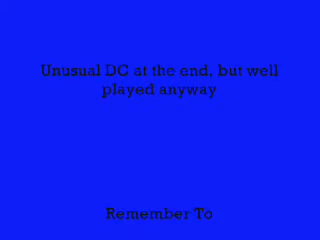 Unusual DC at the end, but well
played anyway
Remember To